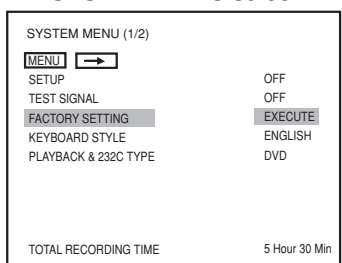 SYSTEM MENU (1/2)
MENU →
SETUP OFF
TEST SIGNAL OFF
FACTORY SETTING EXECUTE
KEYBOARD STYLE ENGLISH
PLAYBACK & 232C TYPE DVD
TOTAL RECORDING TIME 5 Hour 30 Min